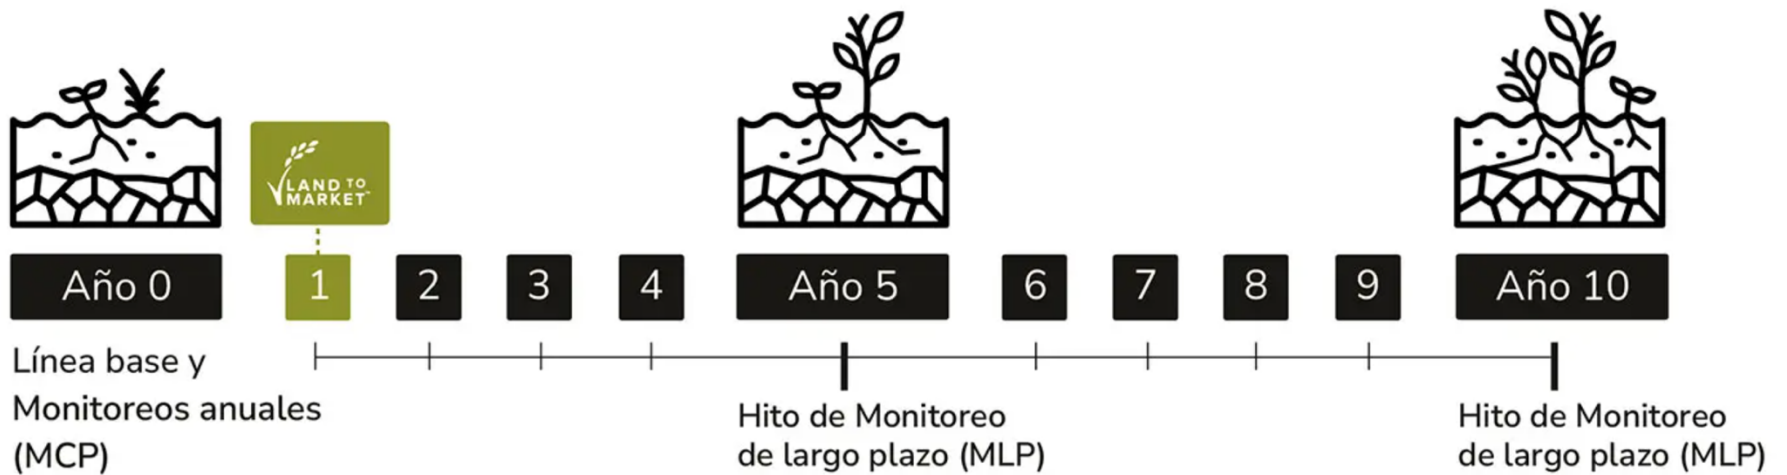 LAND TO
MARKET™
Año 0
1
2
3
4
Año 5
6
7
8
9
Año 10
Línea base y
Monitoreos anuales
(MCP)
Hito de Monitoreo
de largo plazo (MLP)
Hito de Monitoreo
de largo plazo (MLP)